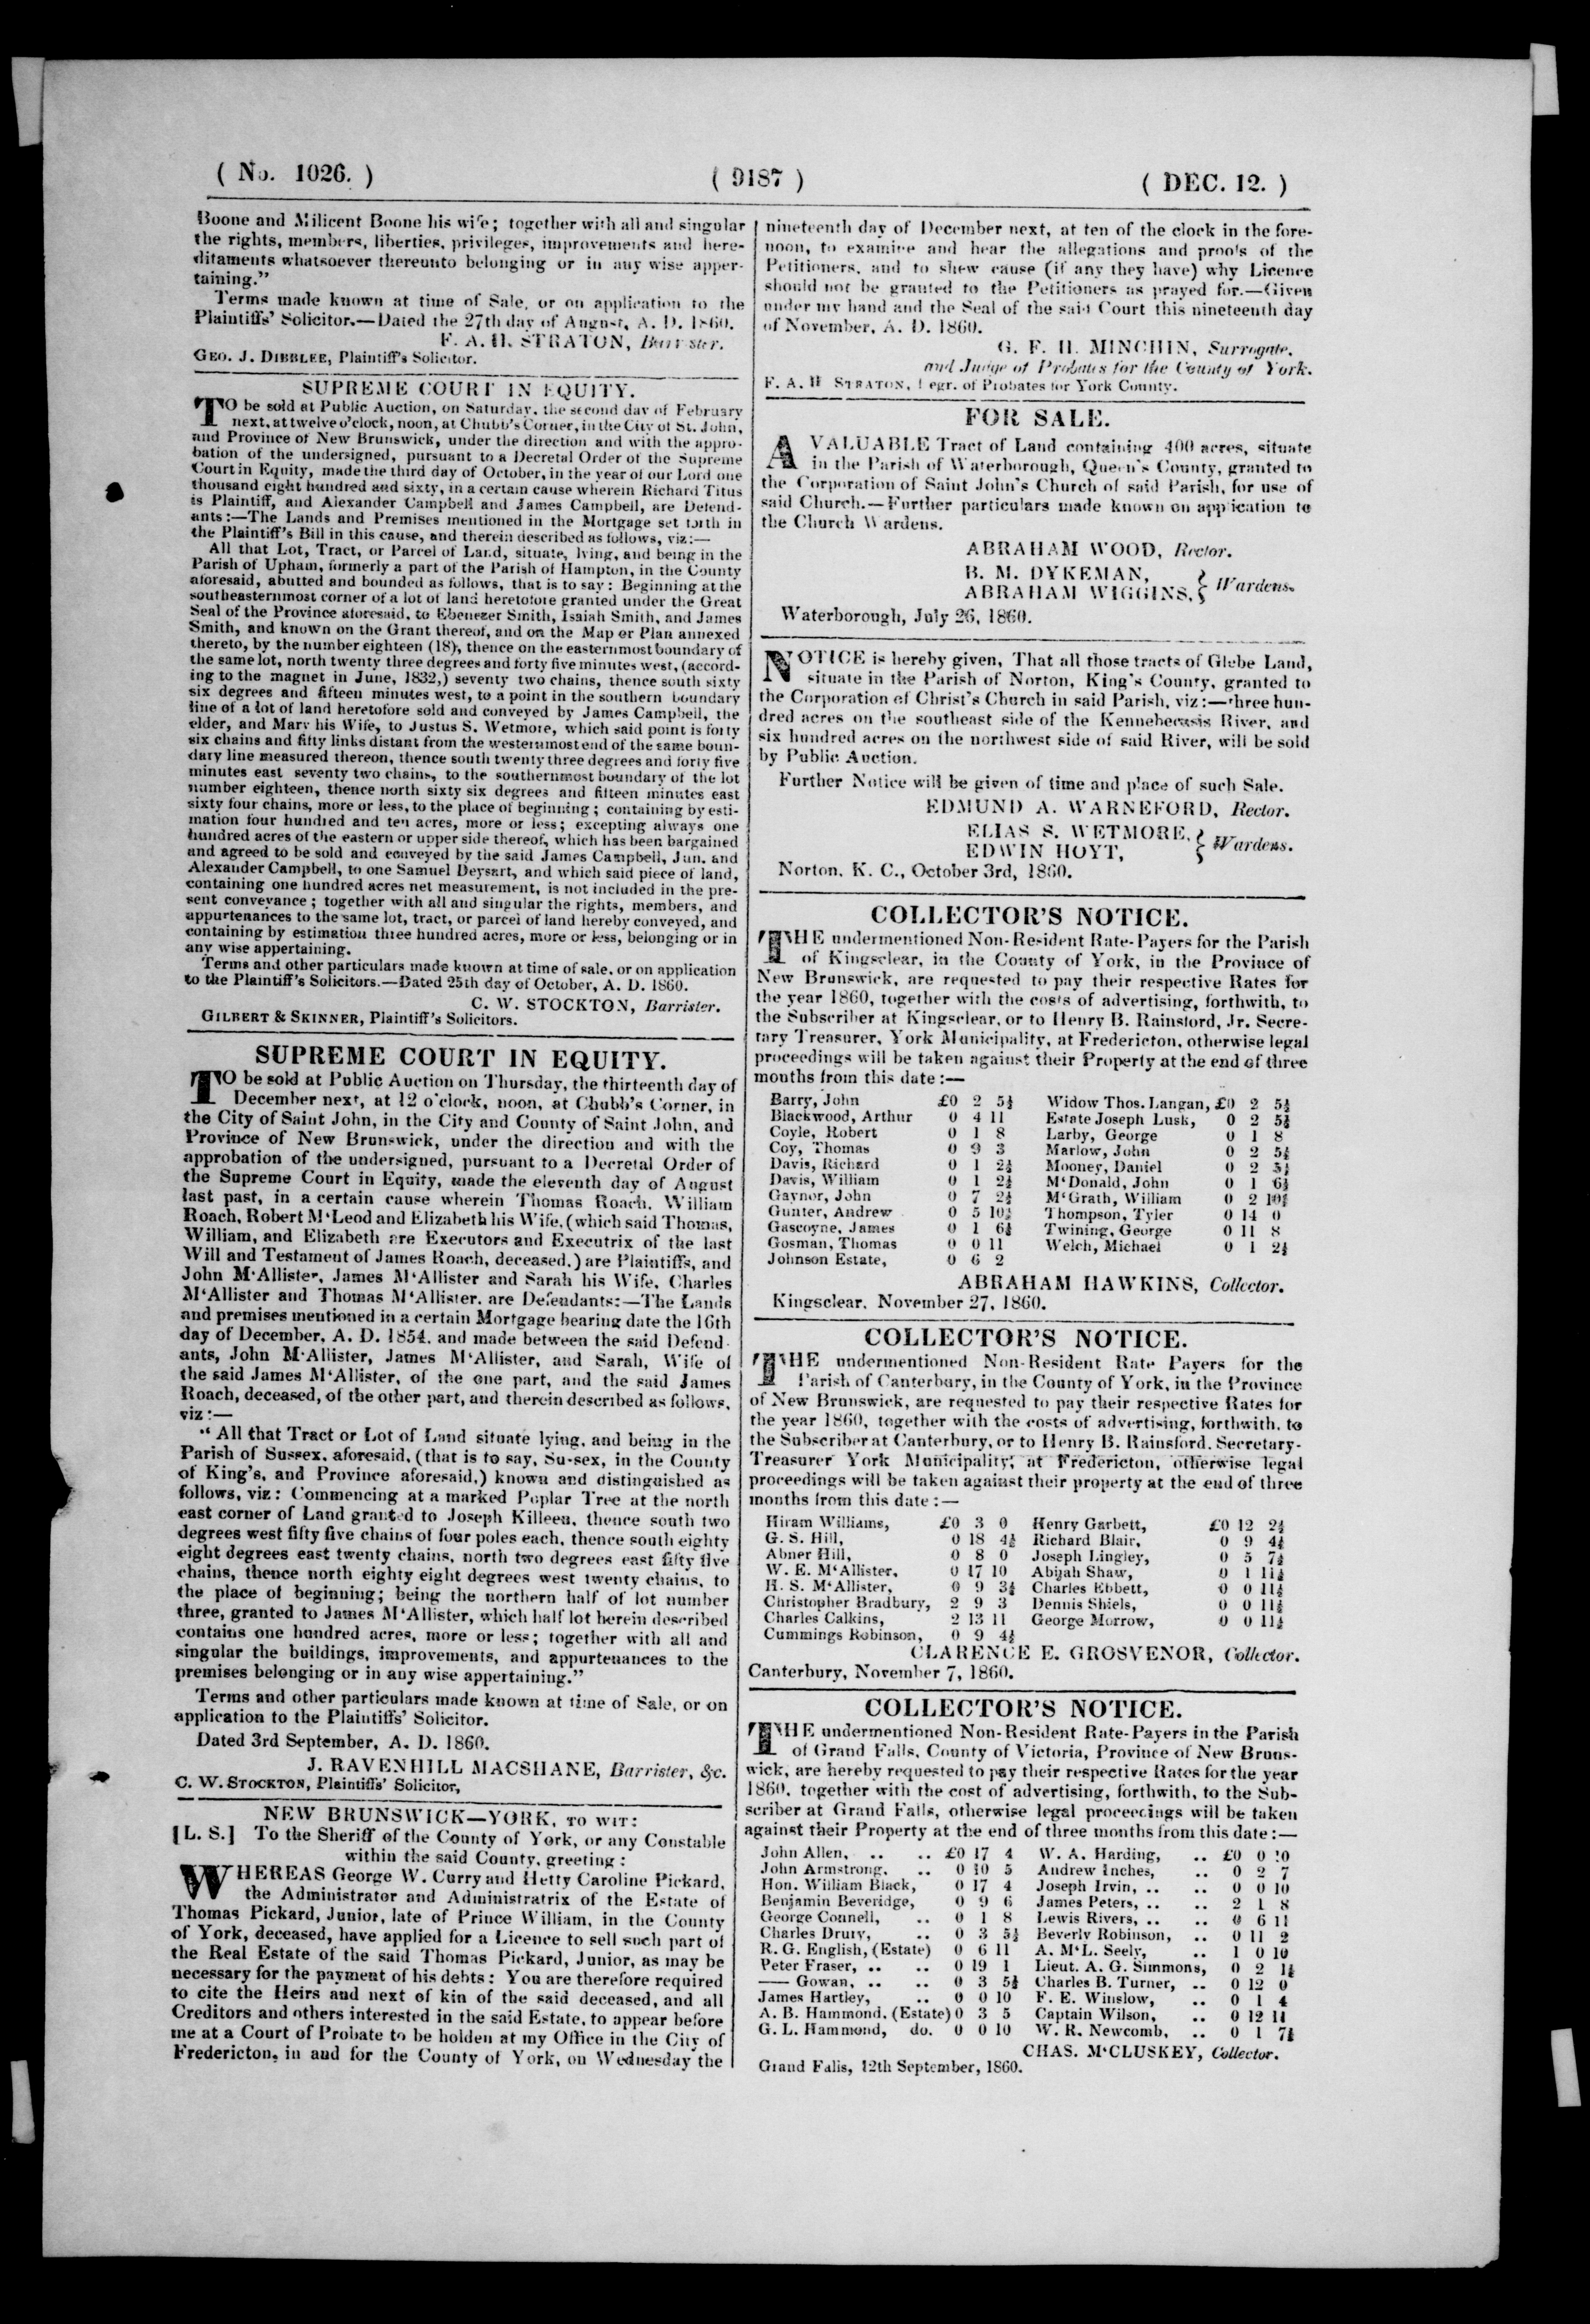 ( No. 1026. )
( 9187 )
( DEC. 12. )
Boone and Milicent Boone his wife; together with all and singular
the rights, members, liberties, privileges, improvements and here-
ditaments whatsoever thereunto belonging or in any wise apper-
taining."
Terms made known at time of Sale, or on application to the
Plaintiffs' Solicitor.—Dated the 27th day of August, A. D. 1860.
F. A. H. STRATON, Barrister.
GEO. J. DIBBLEE, Plaintiff's Solicitor.
SUPREME COURT IN EQUITY.
TO be sold at Public Auction, on Saturday, the second day of February
next, at twelve o'clock, noon, at Chubb's Corner, in the City of St. John,
and Province of New Brunswick, under the direction and with the appro-
bation of the undersigned, pursuant to a Decretal Order of the Supreme
Court in Equity, made the third day of October, in the year of our Lord one
thousand eight hundred and sixty, in a certain cause wherein Richard Titus
is Plaintiff, and Alexander Campbell and James Campbell, are Defend-
ants:—The Lands and Premises mentioned in the Mortgage set forth in
the Plaintiff's Bill in this cause, and therein described as follows, viz:—
All that Lot, Tract, or Parcel of Land, situate, lying, and being in the
Parish of Upham, formerly a part of the Parish of Hampton, in the County
aforesaid, abutted and bounded as follows, that is to say: Beginning at the
southeasternmost corner of a lot of land heretofore granted under the Great
Seal of the Province aforesaid, to Ebenezer Smith, Isaiah Smith, and James
Smith, and known on the Grant thereof, and on the Map or Plan annexed
thereto, by the number eighteen (18), thence on the easternmost boundary of
the same lot, north twenty three degrees and forty five minutes west, (accord-
ing to the magnet in June, 1832,) seventy two chains, thence south sixty
six degrees and fifteen minutes west, to a point in the southern boundary
line of a lot of land heretofore sold and conveyed by James Campbell, the
elder, and Mary his Wife, to Justus S. Wetmore, which said point is forty
six chains and fifty links distant from the westernmost end of the same boun-
dary line measured thereon, thence south twenty three degrees and forty five
minutes east seventy two chains, to the southernmost boundary of the lot
number eighteen, thence north sixty six degrees and fifteen minutes east
sixty four chains, more or less, to the place of beginning; containing by esti-
mation four hundred and ten acres, more or less; excepting always one
hundred acres of the eastern or upper side thereof, which has been bargained
and agreed to be sold and conveyed by the said James Campbell, Jun. and
Alexander Campbell, to one Samuel Deysart, and which said piece of land,
containing one hundred acres net measurement, is not included in the pre-
sent conveyance; together with all and singular the rights, members, and
appurtenances to the same lot, tract, or parcel of land hereby conveyed, and
containing by estimation three hundred acres, more or less, belonging or in
any wise appertaining.
Terms and other particulars made known at time of sale, or on application
to the Plaintiff's Solicitors.—Dated 25th day of October, A. D. 1860.
C. W. STOCKTON, Barrister.
GILBERT & SKINNER, Plaintiff's Solicitors.
SUPREME COURT IN EQUITY.
TO be sold at Public Auction on Thursday, the thirteenth day of
December next, at 12 o'clock, noon, at Chubb's Corner, in
the City of Saint John, in the City and County of Saint John, and
Province of New Brunswick, under the direction and with the
approbation of the undersigned, pursuant to a Decretal Order of
the Supreme Court in Equity, made the eleventh day of August
last past, in a certain cause wherein Thomas Roach, William
Roach, Robert M'Leod and Elizabeth his Wife, (which said Thomas,
William, and Elizabeth are Executors and Executrix of the last
Will and Testament of James Roach, deceased,) are Plaintiffs, and
John M'Allister, James M'Allister and Sarah his Wife, Charles
M'Allister and Thomas M'Allister, are Defendants:—The Lands
and premises mentioned in a certain Mortgage bearing date the 16th
day of December, A. D. 1854, and made between the said Defend-
ants, John M'Allister, James M'Allister, and Sarah, Wife of
the said James M'Allister, of the one part, and the said James
Roach, deceased, of the other part, and therein described as follows,
viz:—
"All that Tract or Lot of Land situate lying, and being in the
Parish of Sussex, aforesaid, (that is to say, Sussex, in the County
of King's, and Province aforesaid,) known and distinguished as
follows, viz: Commencing at a marked Poplar Tree at the north
east corner of Land granted to Joseph Killeen, thence south two
degrees west fifty five chains of four poles each, thence south eighty
eight degrees east twenty chains, north two degrees east fifty five
chains, thence north eighty eight degrees west twenty chains, to
the place of beginning; being the northern half of lot number
three, granted to James M'Allister, which half lot herein described
contains one hundred acres, more or less; together with all and
singular the buildings, improvements, and appurtenances to the
premises belonging or in any wise appertaining."
Terms and other particulars made known at time of Sale, or on
application to the Plaintiffs' Solicitor.
Dated 3rd September, A. D. 1860.
J. RAVENHILL MACSHANE, Barrister, &c.
C. W. STOCKTON, Plaintiffs' Solicitor,
NEW BRUNSWICK—YORK, TO WIT:
[L. S.] To the Sheriff of the County of York, or any Constable
within the said County, greeting:
WHEREAS George W. Curry and Hetty Caroline Pickard,
the Administrator and Administratrix of the Estate of
Thomas Pickard, Junior, late of Prince William, in the County
of York, deceased, have applied for a Licence to sell such part of
the Real Estate of the said Thomas Pickard, Junior, as may be
necessary for the payment of his debts: You are therefore required
to cite the Heirs and next of kin of the said deceased, and all
Creditors and others interested in the said Estate, to appear before
me at a Court of Probate to be holden at my Office in the City of
Fredericton, in and for the County of York, on Wednesday the
nineteenth day of December next, at ten of the clock in the fore-
noon, to examine and hear the allegations and proofs of the
Petitioners, and to shew cause (if any they have) why Licence
should not be granted to the Petitioners as prayed for.—Given
under my hand and the Seal of the said Court this nineteenth day
of November, A. D. 1860.
G. F. H. MINCHIN, Surrogate,
and Judge of Probates for the County of York.
F. A. H STRATON, Regr. of Probates for York County.
FOR SALE.
A VALUABLE Tract of Land containing 400 acres, situate
in the Parish of Waterborough, Queen's County, granted to
the Corporation of Saint John's Church of said Parish, for use of
said Church.—Further particulars made known on application to
the Church Wardens.
ABRAHAM WOOD, Rector.
B. M. DYKEMAN,
ABRAHAM WIGGINS, } Wardens.
Waterborough, July 26, 1860.
NOTICE is hereby given, That all those tracts of Glebe Land,
situate in the Parish of Norton, King's County, granted to
the Corporation of Christ's Church in said Parish, viz:—three hun-
dred acres on the southeast side of the Kennebecasis River, and
six hundred acres on the northwest side of said River, will be sold
by Public Auction.
Further Notice will be given of time and place of such Sale.
EDMUND A. WARNEFORD, Rector.
ELIAS S. WETMORE,
EDWIN HOYT, } Wardens.
Norton, K. C., October 3rd, 1860.
COLLECTOR'S NOTICE.
THE undermentioned Non-Resident Rate-Payers for the Parish
of Kingsclear, in the County of York, in the Province of
New Brunswick, are requested to pay their respective Rates for
the year 1860, together with the costs of advertising, forthwith, to
the Subscriber at Kingsclear, or to Henry B. Rainsford, Jr. Secre-
tary Treasurer, York Municipality, at Fredericton, otherwise legal
proceedings will be taken against their Property at the end of three
months from this date:—
Barry, John £0 2 5½ Widow Thos. Langan, £0 2 5½
Blackwood, Arthur 0 4 11 Estate Joseph Lusk, 0 2 5½
Coyle, Robert 0 1 8 Larby, George 0 1 8
Coy, Thomas 0 9 3 Marlow, John 0 2 5½
Davis, Richard 0 1 2½ Mooney, Daniel 0 2 5½
Davis, William 0 1 2½ M'Donald, John 0 1 6½
Gaynor, John 0 7 2½ M'Grath, William 0 2 10½
Gunter, Andrew 0 5 10½ Thompson, Tyler 0 14 0
Gascoyne, James 0 1 6½ Twining, George 0 11 8
Gosman, Thomas 0 0 11 Welch, Michael 0 1 2½
Johnson Estate, 0 6 2
ABRAHAM HAWKINS, Collector.
Kingsclear, November 27, 1860.
COLLECTOR'S NOTICE.
THE undermentioned Non-Resident Rate Payers for the
Parish of Canterbury, in the County of York, in the Province
of New Brunswick, are requested to pay their respective Rates for
the year 1860, together with the costs of advertising, forthwith, to
the Subscriber at Canterbury, or to Henry B. Rainsford, Secretary-
Treasurer York Municipality, at Fredericton, otherwise legal
proceedings will be taken against their property at the end of three
months from this date:—
Hiram Williams, £0 3 0 Henry Garbett, £0 12 2½
G. S. Hill, 0 18 4½ Richard Blair, 0 9 4½
Abner Hill, 0 8 0 Joseph Lingley, 0 5 7½
W. E. M'Allister, 0 17 10 Abijah Shaw, 0 1 11½
H. S. M'Allister, 0 9 3½ Charles Ebbett, 0 0 11½
Christopher Bradbury, 2 9 3 Dennis Shiels, 0 0 11½
Charles Calkins, 2 13 11 George Morrow, 0 0 11½
Cummings Robinson, 0 9 4½
CLARENCE E. GROSVENOR, Collector.
Canterbury, November 7, 1860.
COLLECTOR'S NOTICE.
THE undermentioned Non-Resident Rate-Payers in the Parish
of Grand Falls, County of Victoria, Province of New Bruns-
wick, are hereby requested to pay their respective Rates for the year
1860, together with the cost of advertising, forthwith, to the Sub-
scriber at Grand Falls, otherwise legal proceedings will be taken
against their Property at the end of three months from this date:—
John Allen, .. .. £0 17 4 W. A. Harding, .. £0 0 10
John Armstrong, .. 0 10 5 Andrew Inches, .. 0 2 7
Hon. William Black, 0 17 4 Joseph Irvin, .. .. 0 0 10
Benjamin Beveridge, 0 9 6 James Peters, .. .. 2 1 8
George Connell, .. 0 1 8 Lewis Rivers, .. .. 0 6 11
Charles Drury, .. 0 3 5½ Beverly Robinson, .. 0 11 2
R. G. English, (Estate) 0 6 11 A. M'L. Seely, .. 1 0 10
Peter Fraser, .. .. 0 19 1 Lieut. A. G. Simmons, 0 2 1½
—— Gowan, .. .. 0 3 5½ Charles B. Turner, .. 0 12 0
James Hartley, .. 0 0 10 F. E. Winslow, .. 0 1 4
A. B. Hammond, (Estate) 0 3 5 Captain Wilson, .. 0 12 11
G. L. Hammond, do. 0 0 10 W. R. Newcomb, .. 0 1 7½
CHAS. M'CLUSKEY, Collector.
Grand Falls, 12th September, 1860.